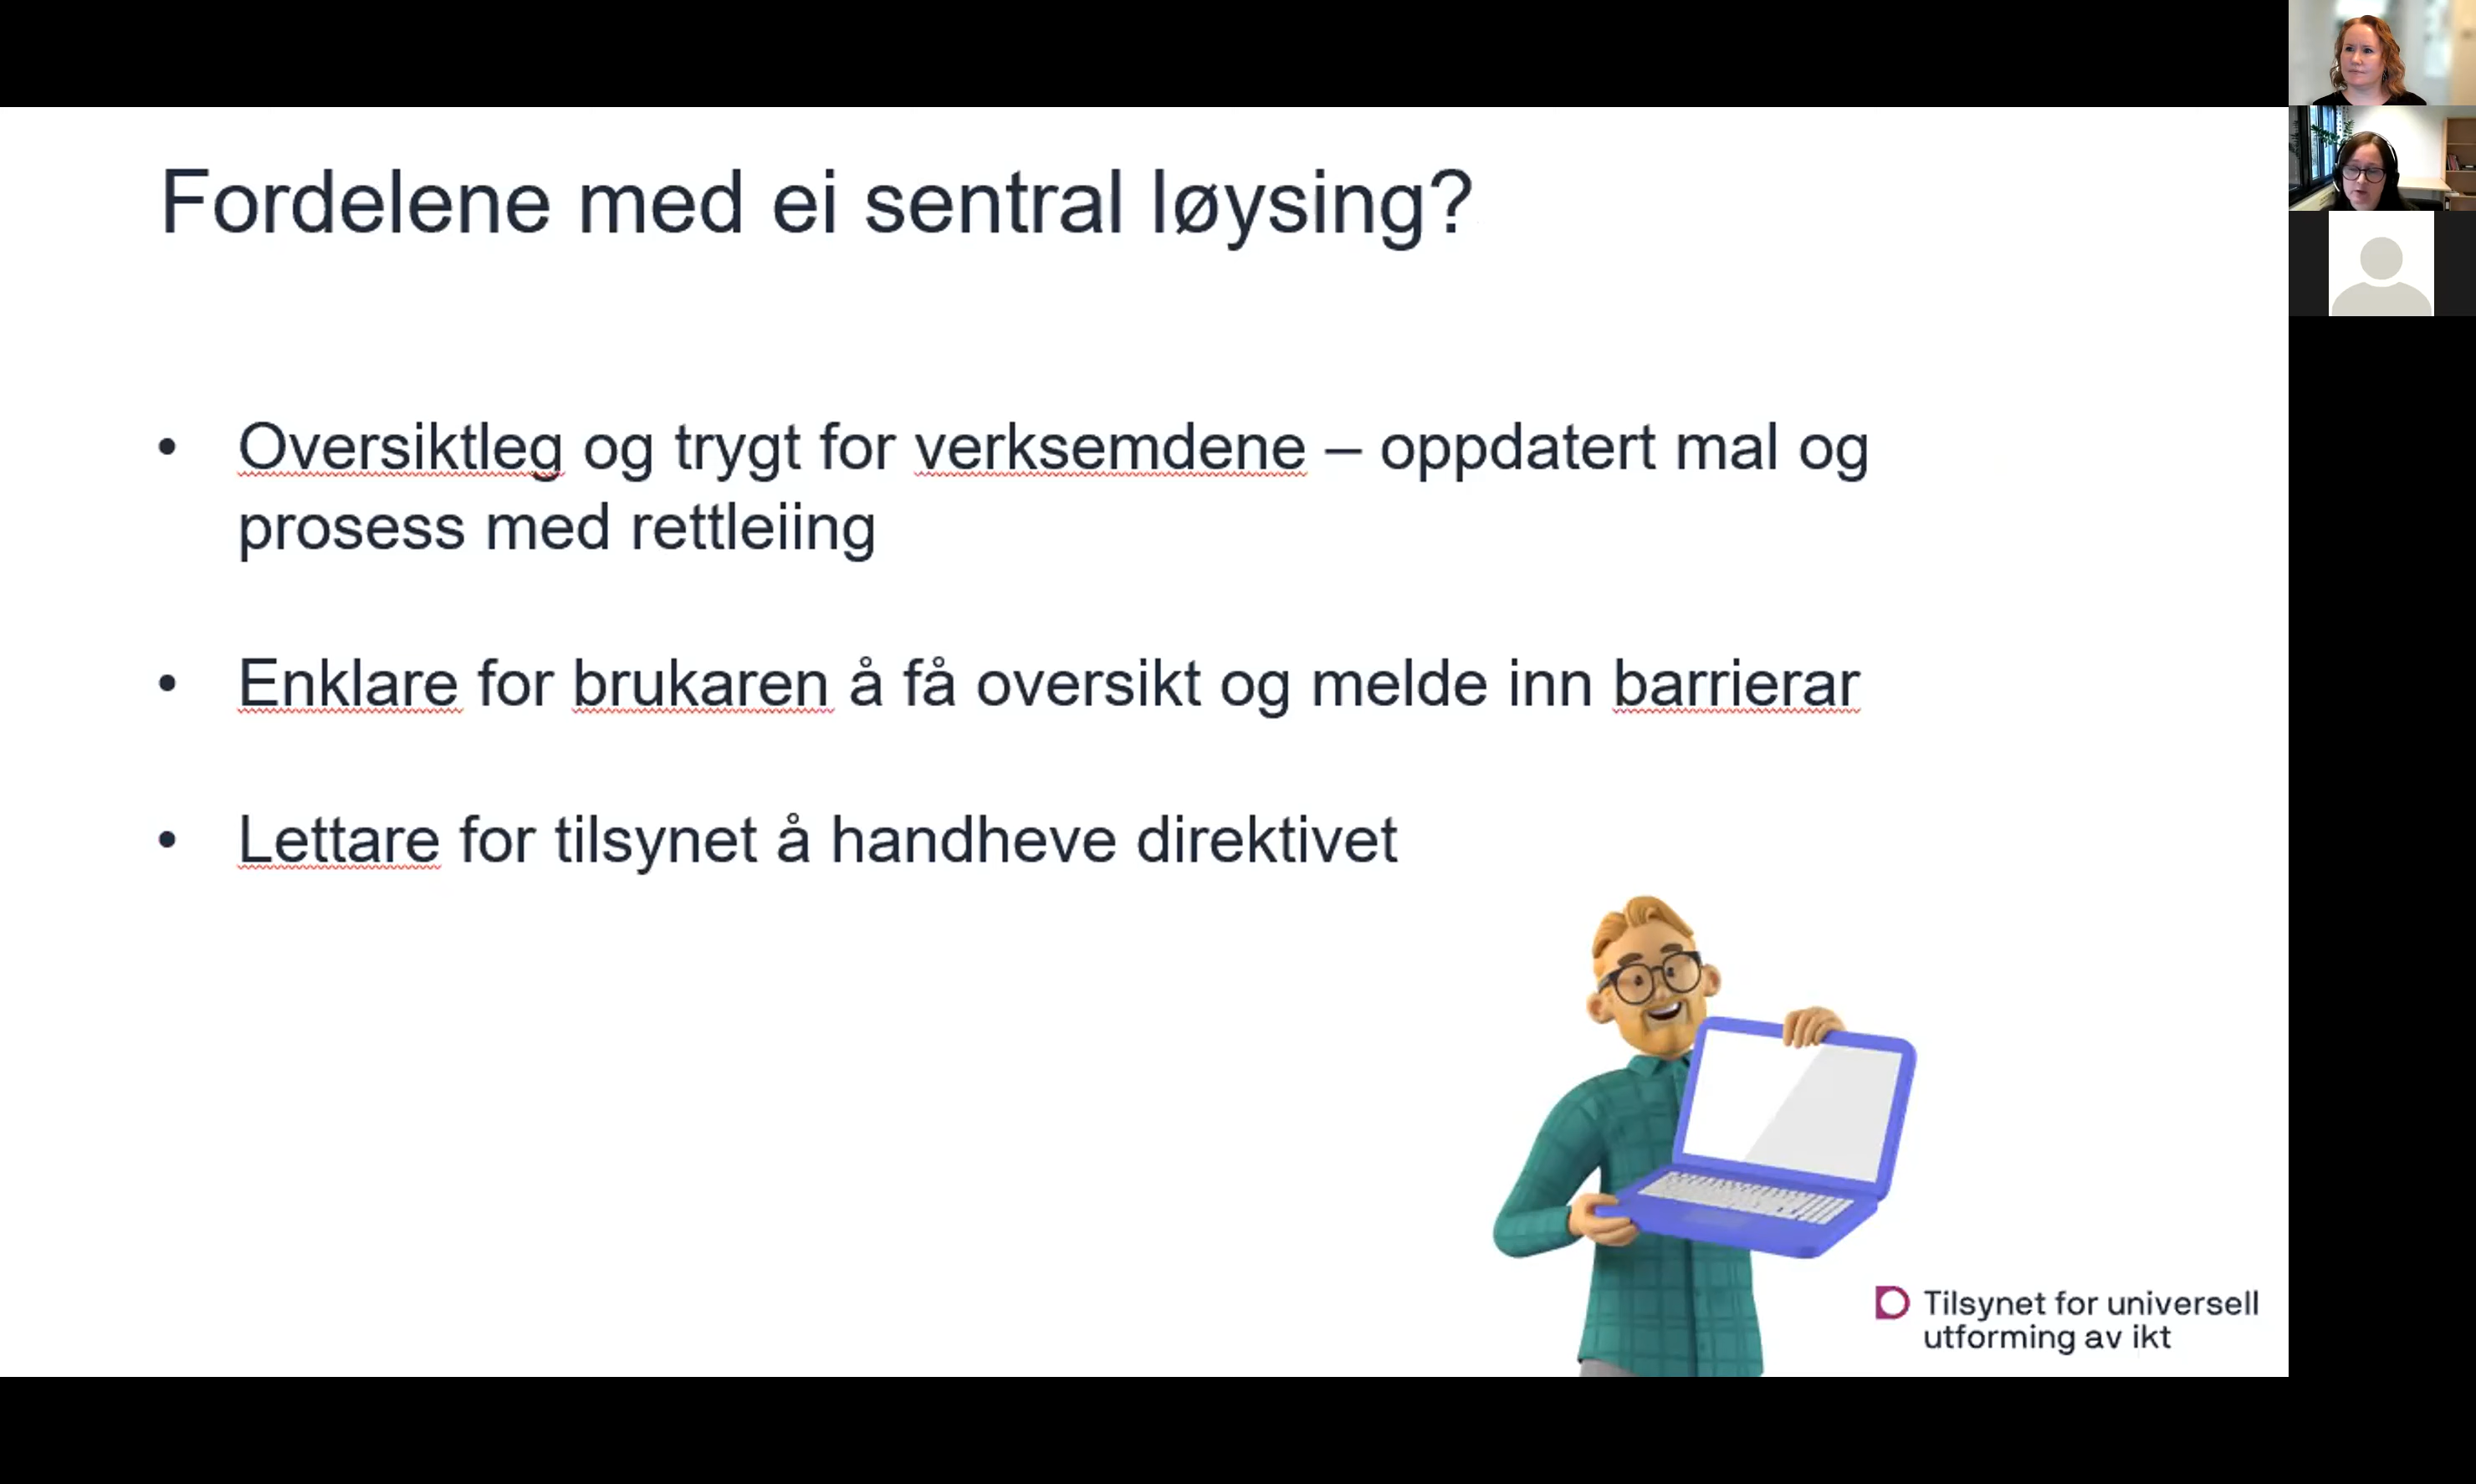 Fordelene med ei sentral løysing?
• Oversiktleg og trygt for verksemdene – oppdatert mal og
prosess med rettleiing
• Enklare for brukaren å få oversikt og melde inn barrierar
• Lettare for tilsynet å handheve direktivet
Tilsynet for universell
utforming av ikt